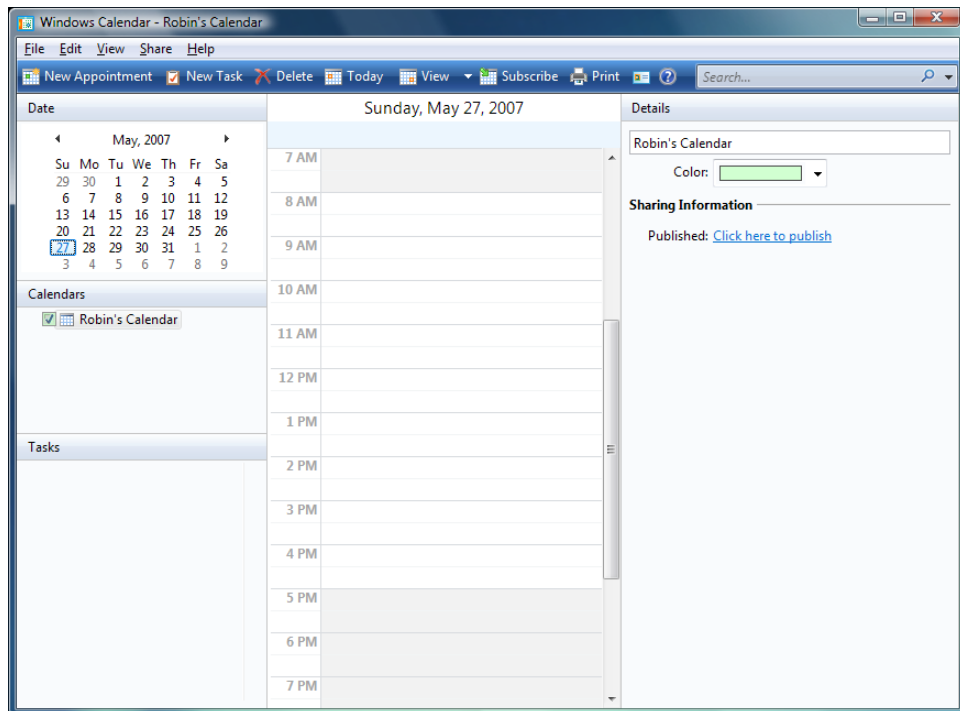 Windows Calendar - Robin's Calendar
File Edit View Share Help
New Appointment New Task Delete Today View Subscribe Print Search...
Date
May, 2007
Su Mo Tu We Th Fr Sa
29 30 1 2 3 4 5
6 7 8 9 10 11 12
13 14 15 16 17 18 19
20 21 22 23 24 25 26
27 28 29 30 31 1 2
3 4 5 6 7 8 9
Calendars
Robin's Calendar
Tasks
Sunday, May 27, 2007
7 AM
8 AM
9 AM
10 AM
11 AM
12 PM
1 PM
2 PM
3 PM
4 PM
5 PM
6 PM
7 PM
Details
Robin's Calendar
Color:
Sharing Information
Published: Click here to publish